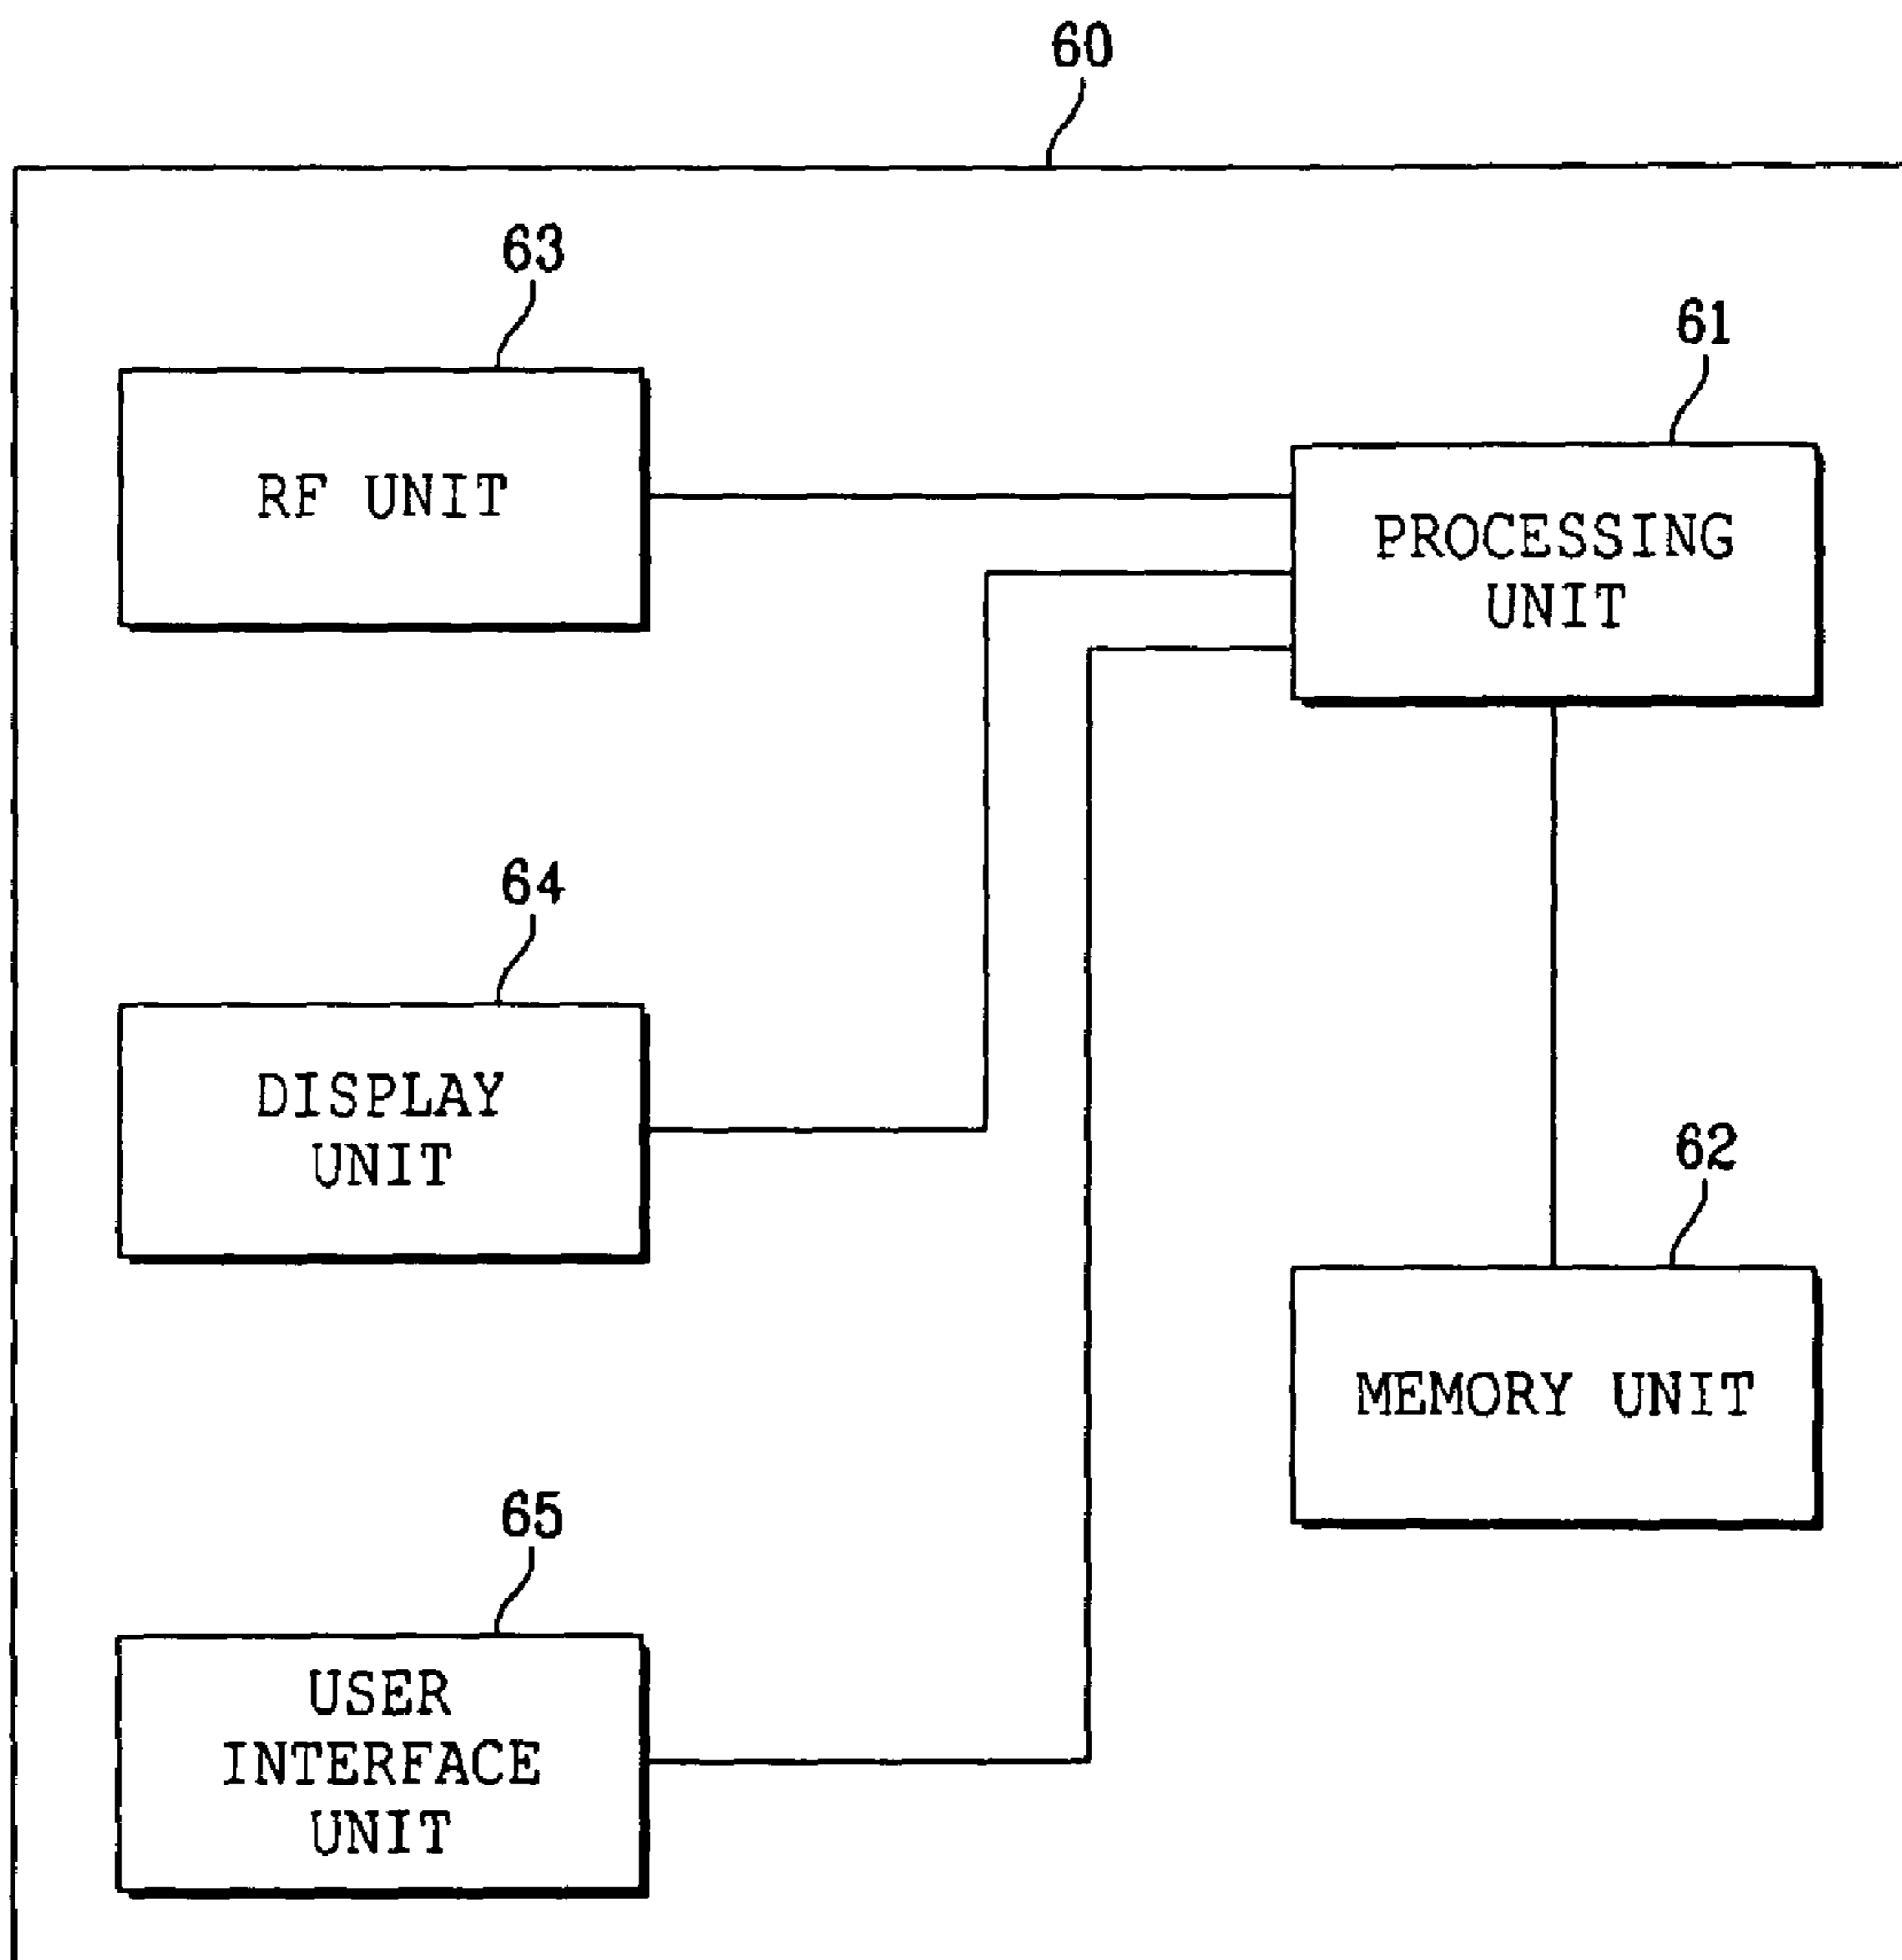 60
63
RF UNIT
61
PROCESSING
UNIT
64
DISPLAY
UNIT
62
MEMORY UNIT
65
USER
INTERFACE
UNIT